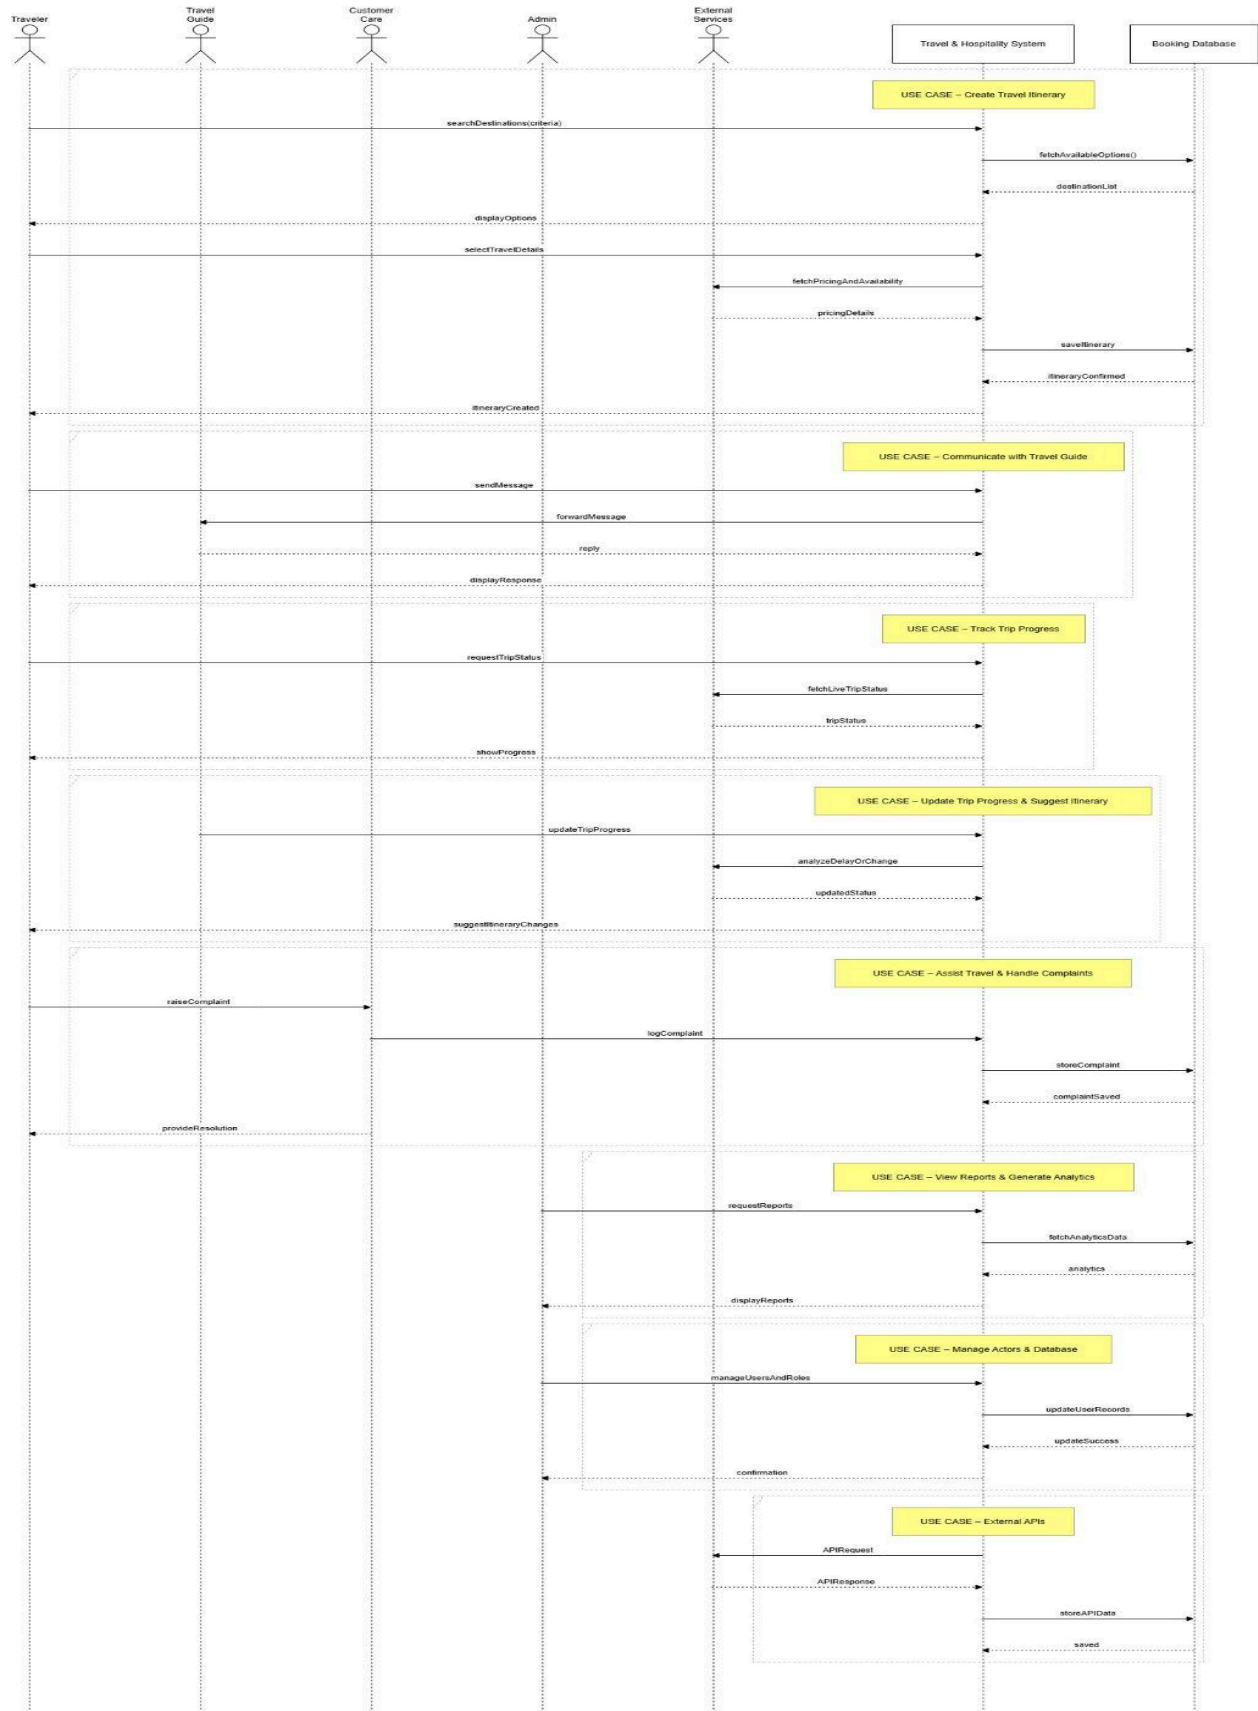 Traveler
Travel
Guide
Customer
Care
Admin
External
Services
Travel & Hospitality System
Booking Database
USE CASE – Create Travel Itinerary
searchDestinations(criteria)
fetchAvailableOptions()
destinationList
displayOptions
selectTravelDetails
fetchPricingAndAvailability
pricingDetails
saveItinerary
itineraryConfirmed
itineraryCreated
USE CASE – Communicate with Travel Guide
sendMessage
forwardMessage
reply
displayResponse
USE CASE – Track Trip Progress
requestTripStatus
fetchLiveTripStatus
tripStatus
showProgress
USE CASE – Update Trip Progress & Suggest Itinerary
updateTripProgress
analyzeDelayOrChange
updatedStatus
suggestItineraryChanges
USE CASE – Assist Travel & Handle Complaints
raiseComplaint
logComplaint
storeComplaint
complaintSaved
provideResolution
USE CASE – View Reports & Generate Analytics
requestReports
fetchAnalyticsData
analytics
displayReports
USE CASE – Manage Actors & Database
manageUsersAndRoles
updateUserRecords
updateSuccess
confirmation
USE CASE – External APIs
APIRequest
APIResponse
storeAPIData
saved